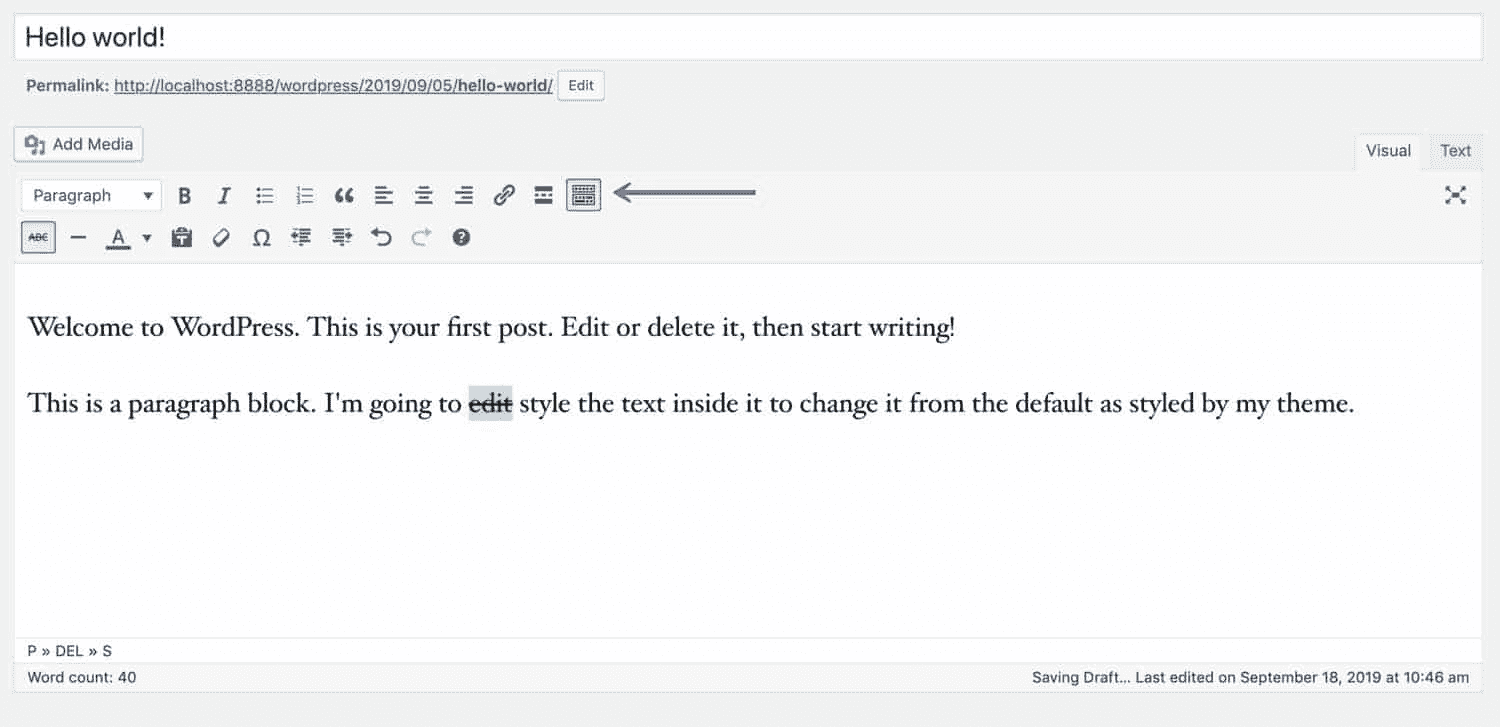 Hello world!
Permalink: http://localhost:8888/wordpress/2019/09/05/hello-world/ Edit
Add Media
Visual Text
Paragraph B I
ABC A Ω ?
Welcome to WordPress. This is your first post. Edit or delete it, then start writing!
This is a paragraph block. I'm going to edit style the text inside it to change it from the default as styled by my theme.
P » DEL » S
Word count: 40 Saving Draft... Last edited on September 18, 2019 at 10:46 am